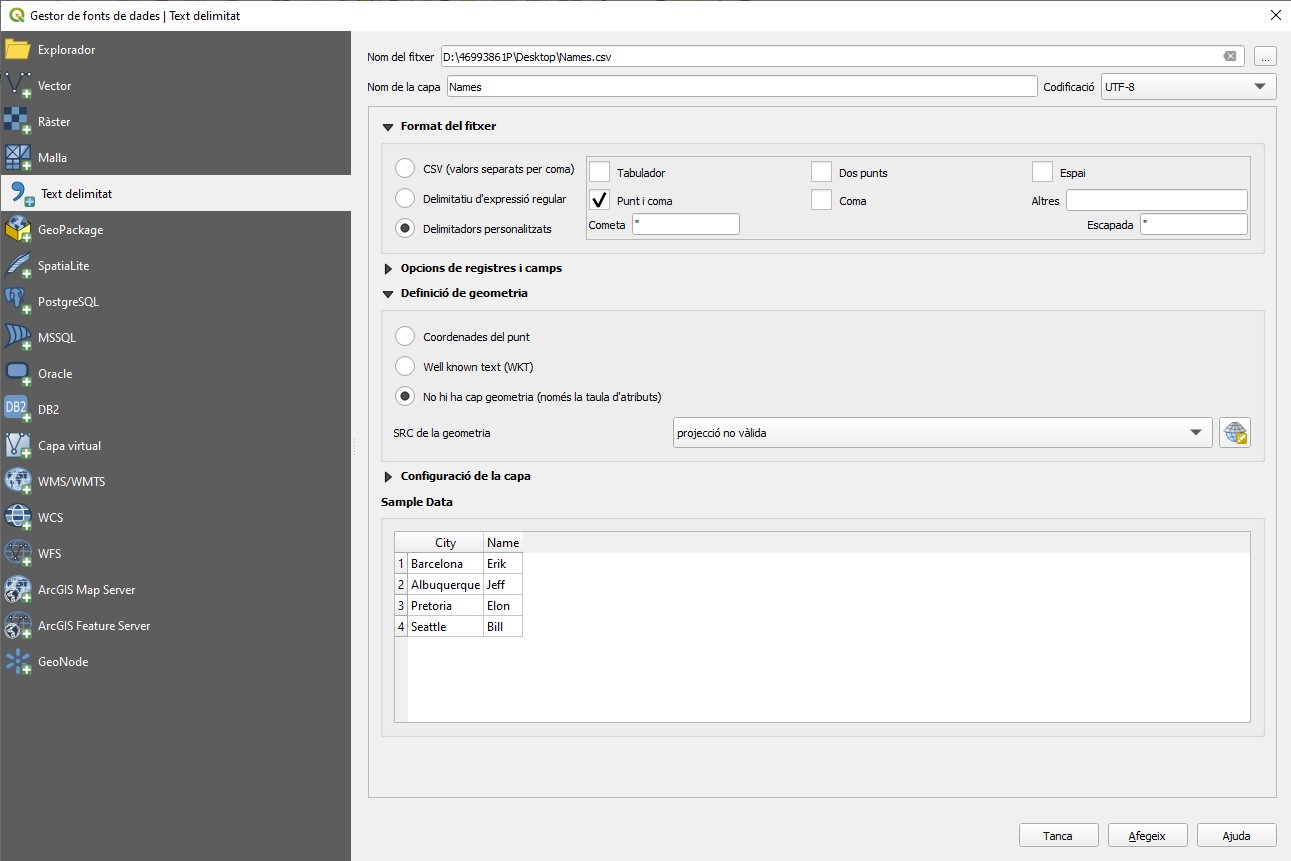 Gestor de fonts de dades | Text delimitat
Explorador
Vector
Ràster
Malla
Text delimitat
GeoPackage
SpatiaLite
PostgreSQL
MSSQL
Oracle
DB2
DB2
Capa virtual
WMS/WMTS
WCS
WFS
ArcGIS Map Server
ArcGIS Feature Server
GeoNode
Nom del fitxer D:\46993861P\Desktop\Names.csv ...
Nom de la capa Names Codificació UTF-8
Format del fitxer
CSV (valors separats per coma) Tabulador Dos punts Espai
Delimitatiu d'expressió regular Punt i coma Coma Altres
Delimitadors personalitzats Cometa " Escapada "
Opcions de registres i camps
Definició de geometria
Coordenades del punt
Well known text (WKT)
No hi ha cap geometria (només la taula d'atributs)
SRC de la geometria projecció no vàlida
Configuració de la capa
Sample Data
City Name
1 Barcelona Erik
2 Albuquerque Jeff
3 Pretoria Elon
4 Seattle Bill
Tanca Afegeix Ajuda